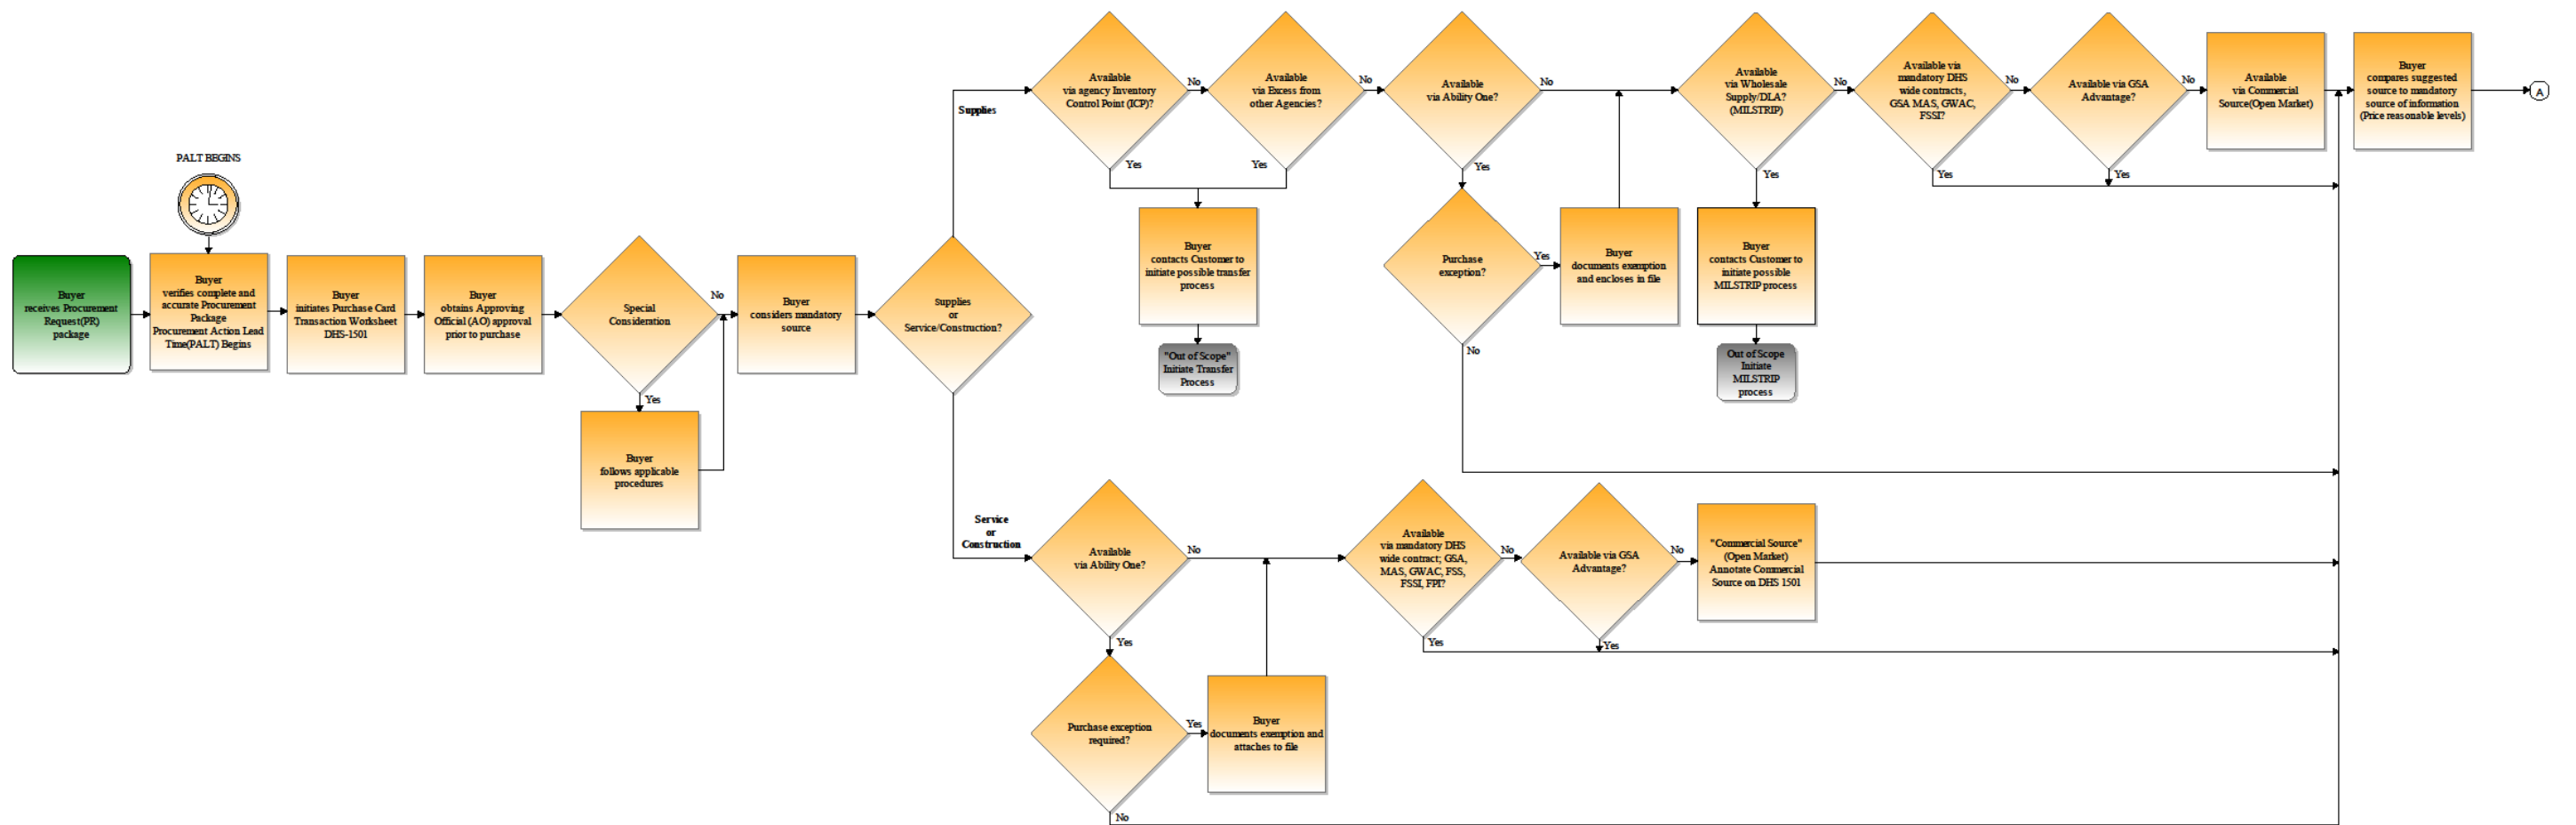 PALT BEGINS
Buyer
receives Procurement
Request(PR)
package
Buyer
verifies complete and
accurate Procurement
Package
Procurement Action Lead
Time(PALT) Begins
Buyer
initiates Purchase Card
Transaction Worksheet
DHS-1501
Buyer
obtains Approving
Official (AO) approval
prior to purchase
Special
Consideration
No
Yes
Buyer
follows applicable
procedures
Buyer
considers mandatory
source
Supplies
or
Service/Construction?
Supplies
Available
via agency Inventory
Control Point (ICP)?
No
Yes
Available
via Excess from
other Agencies?
No
Yes
Buyer
contacts Customer to
initiate possible transfer
process
"Out of Scope"
Initiate Transfer
Process
Available
via Ability One?
No
Yes
Purchase
exception?
Yes
No
Buyer
documents exemption
and encloses in file
Available
via Wholesale
Supply/DLA?
(MILSTRIP)
No
Yes
Buyer
contacts Customer to
initiate possible
MILSTRIP process
Out of Scope
Initiate
MILSTRIP
process
Available via
mandatory DHS
wide contracts,
GSA MAS, GWAC,
FSSI?
No
Yes
Available via GSA
Advantage?
No
Yes
Available
via Commercial
Source(Open Market)
Buyer
compares suggested
source to mandatory
source of information
(Price reasonable levels)
A
Service
or
Construction
Available
via Ability One?
No
Yes
Purchase exception
required?
Yes
No
Buyer
documents exemption and
attaches to file
Available
via mandatory DHS
wide contract; GSA,
MAS, GWAC, FSS,
FSSI, FPI?
No
Yes
Available via GSA
Advantage?
No
Yes
"Commercial Source"
(Open Market)
Annotate Commercial
Source on DHS 1501